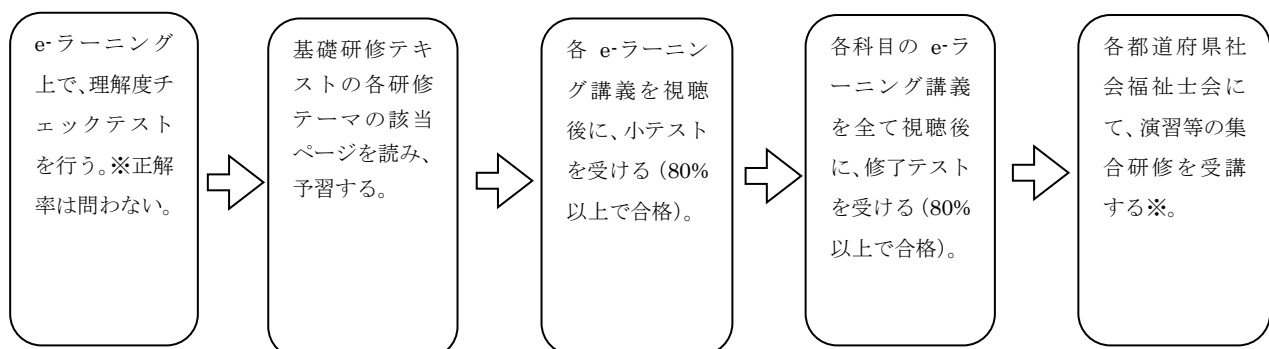 e-ラーニング
上で、理解度チ
ェックテスト
を行う。※正解
率は問わない。
基礎研修テキ
ストの各研修
テーマの該当
ページを読み、
予習する。
各 e-ラーニン
グ講義を視聴
後に、小テスト
を受ける（80%
以上で合格）。
各科目の e-ラ
ーニング講義
を全て視聴後
に、修了テスト
を受ける（80%
以上で合格）。
各都道府県社
会福祉士会に
て、演習等の集
合研修を受講
する※。